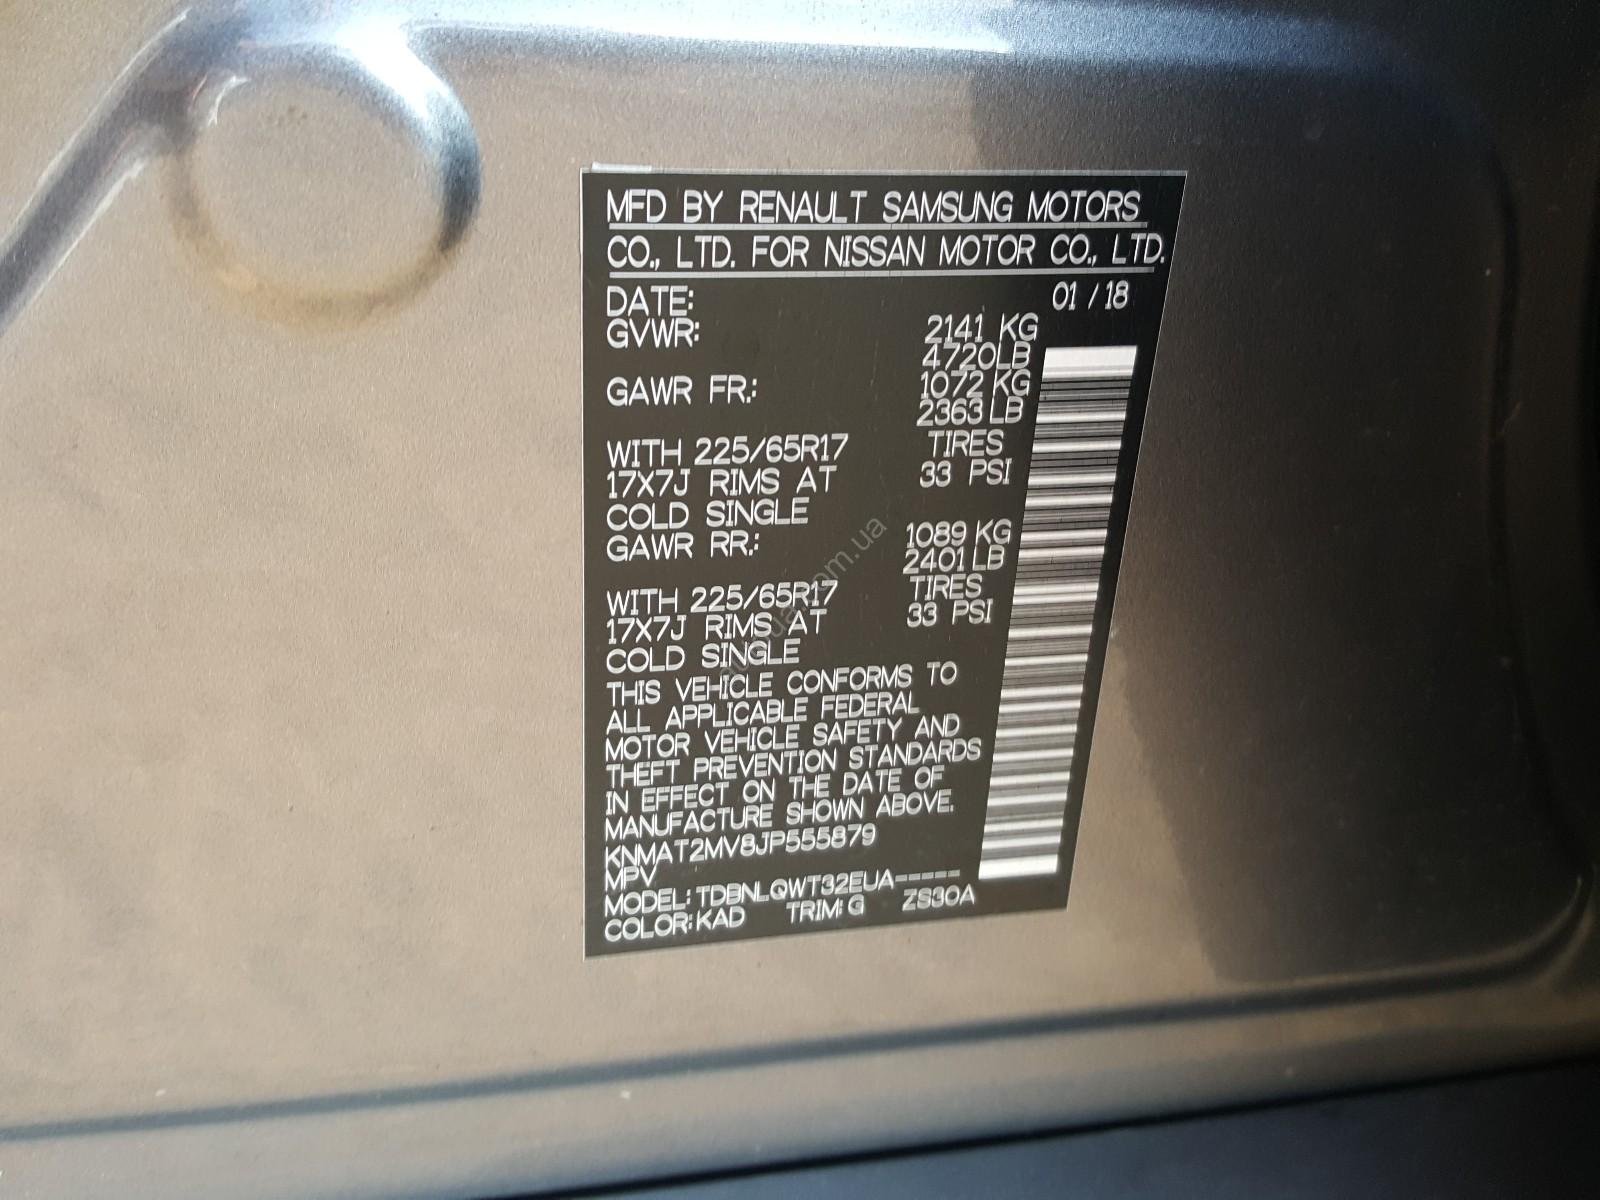 MFD BY RENAULT SAMSUNG MOTORS
CO., LTD. FOR NISSAN MOTOR CO., LTD.
DATE: 01 / 18
GVWR: 2141 KG
4720LB
GAWR FR.: 1072 KG
2363 LB
WITH 225/65R17 TIRES
17X7J RIMS AT 33 PSI
COLD SINGLE
GAWR RR.: 1089 KG
2401 LB
WITH 225/65R17 TIRES
17X7J RIMS AT 33 PSI
COLD SINGLE
THIS VEHICLE CONFORMS TO
ALL APPLICABLE FEDERAL
MOTOR VEHICLE SAFETY AND
THEFT PREVENTION STANDARDS
IN EFFECT ON THE DATE OF
MANUFACTURE SHOWN ABOVE.
KNMAT2MV8JP555879
MPV
MODEL: TDBNLQWT32EUA-----
COLOR: KAD TRIM: G ZS30A